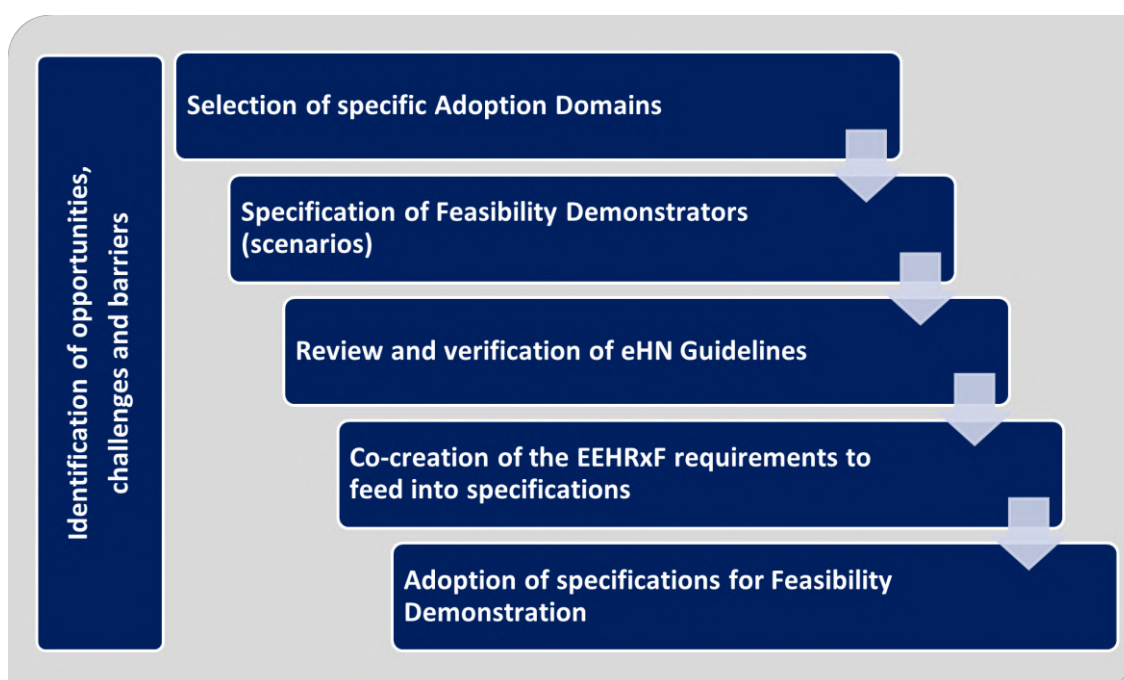 Identification of opportunities,
challenges and barriers
Selection of specific Adoption Domains
Specification of Feasibility Demonstrators
(scenarios)
Review and verification of eHN Guidelines
Co-creation of the EEHRxF requirements to
feed into specifications
Adoption of specifications for Feasibility
Demonstration